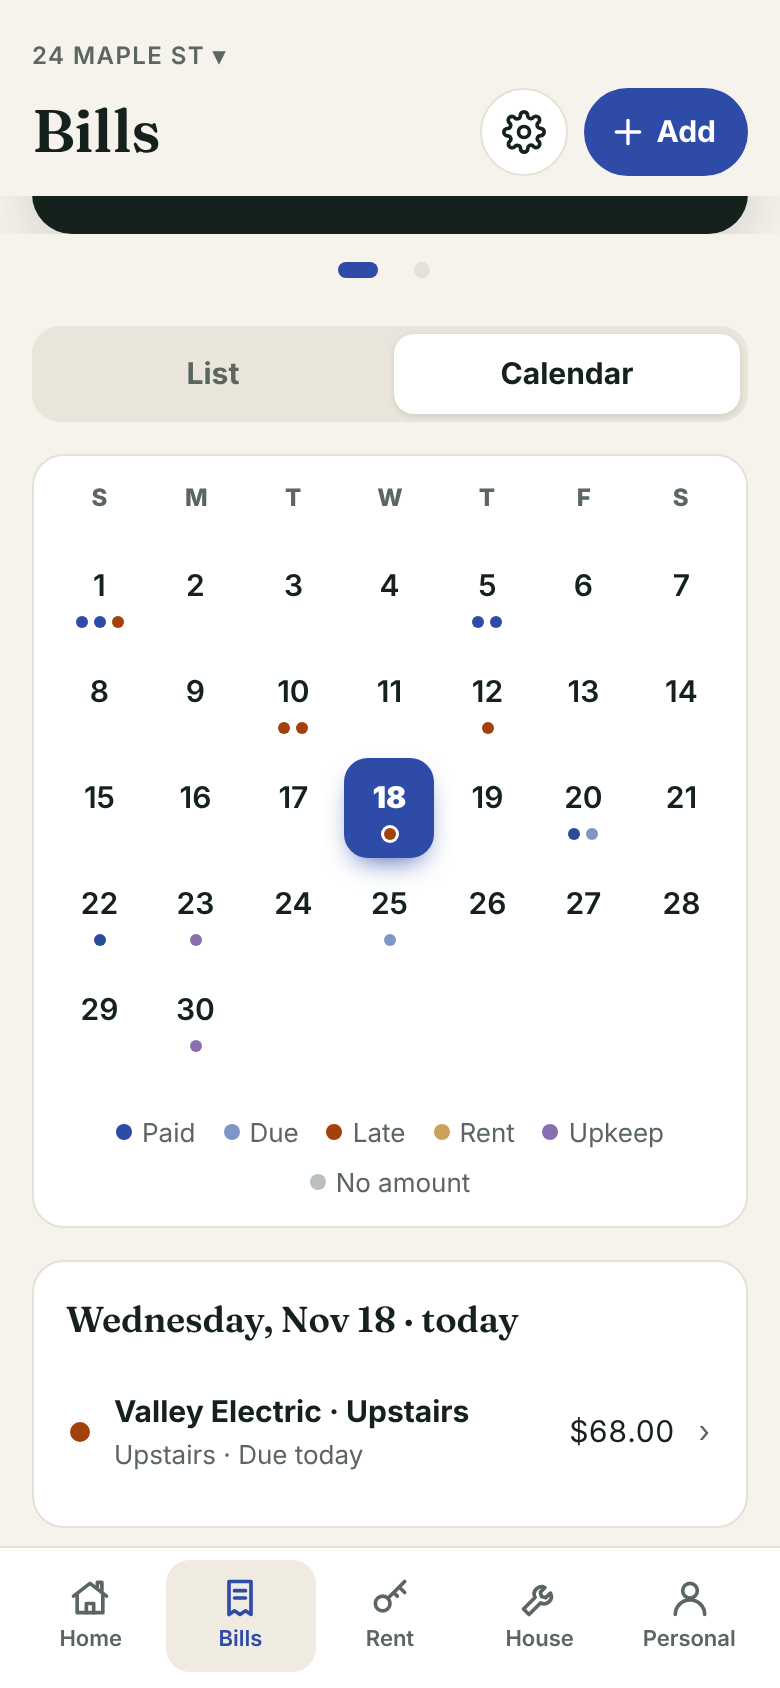 24 MAPLE ST ▾
Bills
Add
List Calendar
S M T W T F S
1 2 3 4 5 6 7
8 9 10 11 12 13 14
15 16 17 18 19 20 21
22 23 24 25 26 27 28
29 30
Paid Due Late Rent Upkeep
No amount
Wednesday, Nov 18 · today
Valley Electric · Upstairs
$68.00 ›
Upstairs · Due today
Home Bills Rent House Personal